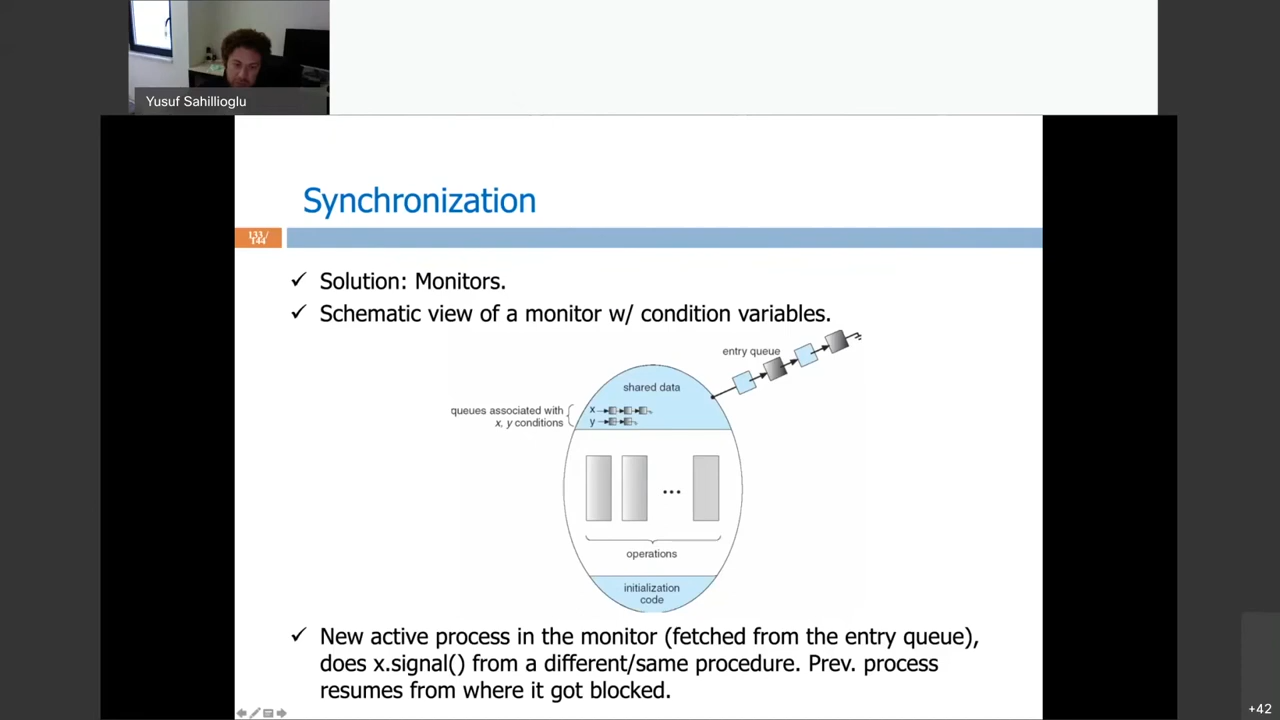 Yusuf Sahillioglu
Synchronization
133 /
144
Solution: Monitors.
Schematic view of a monitor w/ condition variables.
entry queue
shared data
queues associated with
x, y conditions
x
y
...
operations
initialization
code
New active process in the monitor (fetched from the entry queue),
does x.signal() from a different/same procedure. Prev. process
resumes from where it got blocked.
+42